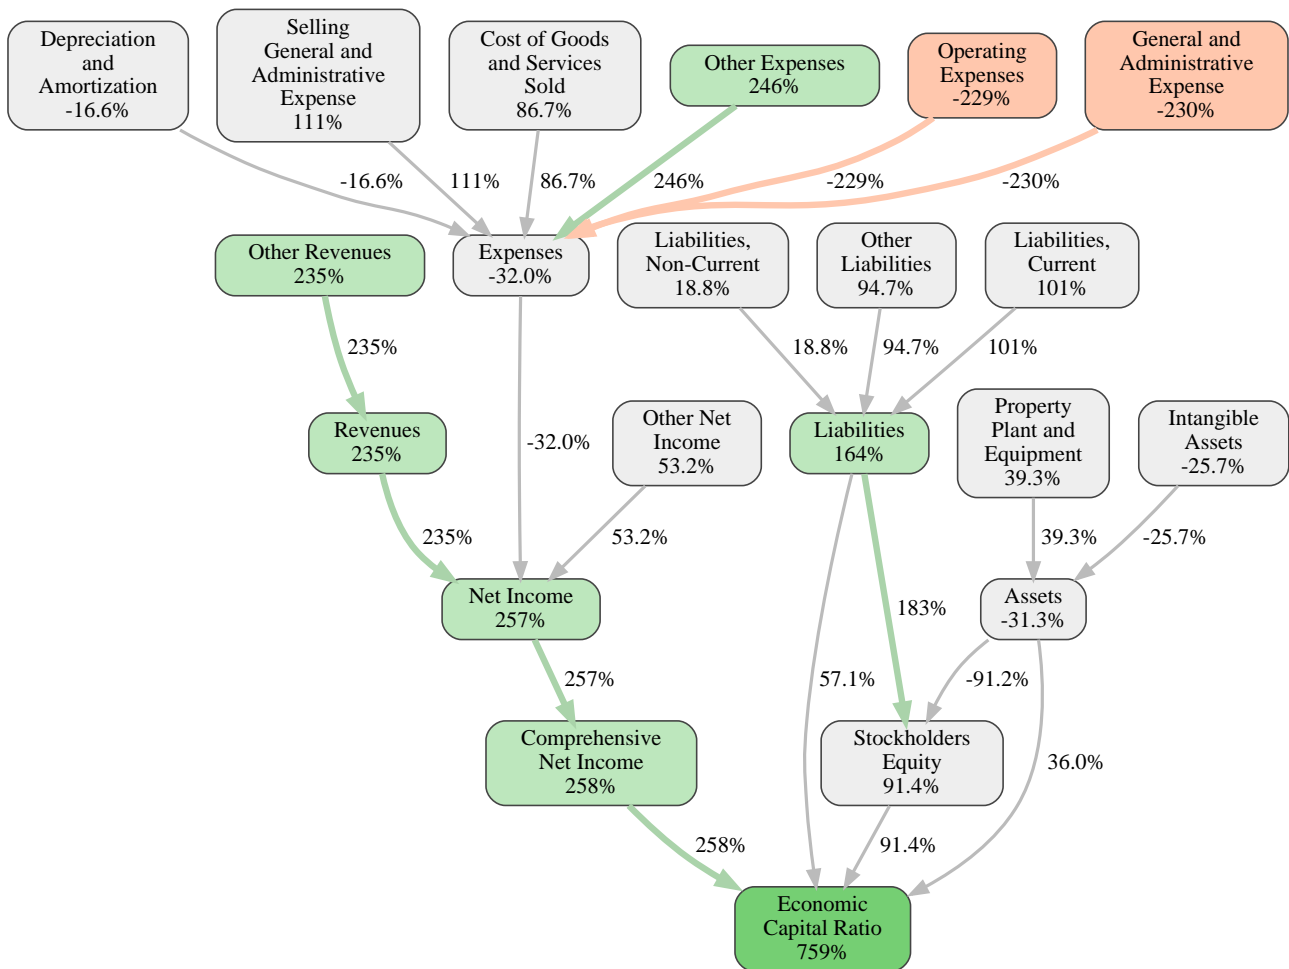 Depreciation
and
Amortization
-16.6%
Selling
General and
Administrative
Expense
111%
Cost of Goods
and Services
Sold
86.7%
Other Expenses
246%
Operating
Expenses
-229%
General and
Administrative
Expense
-230%
-16.6%
111%
86.7%
246%
-229%
-230%
Other Revenues
235%
Expenses
-32.0%
Liabilities,
Non-Current
18.8%
Other
Liabilities
94.7%
Liabilities,
Current
101%
235%
18.8%
94.7%
101%
Revenues
235%
-32.0%
Other Net
Income
53.2%
Liabilities
164%
Property
Plant and
Equipment
39.3%
Intangible
Assets
-25.7%
235%
53.2%
39.3%
-25.7%
Net Income
257%
183%
Assets
-31.3%
257%
57.1%
-91.2%
Comprehensive
Net Income
258%
Stockholders
Equity
91.4%
36.0%
258%
91.4%
Economic
Capital Ratio
759%